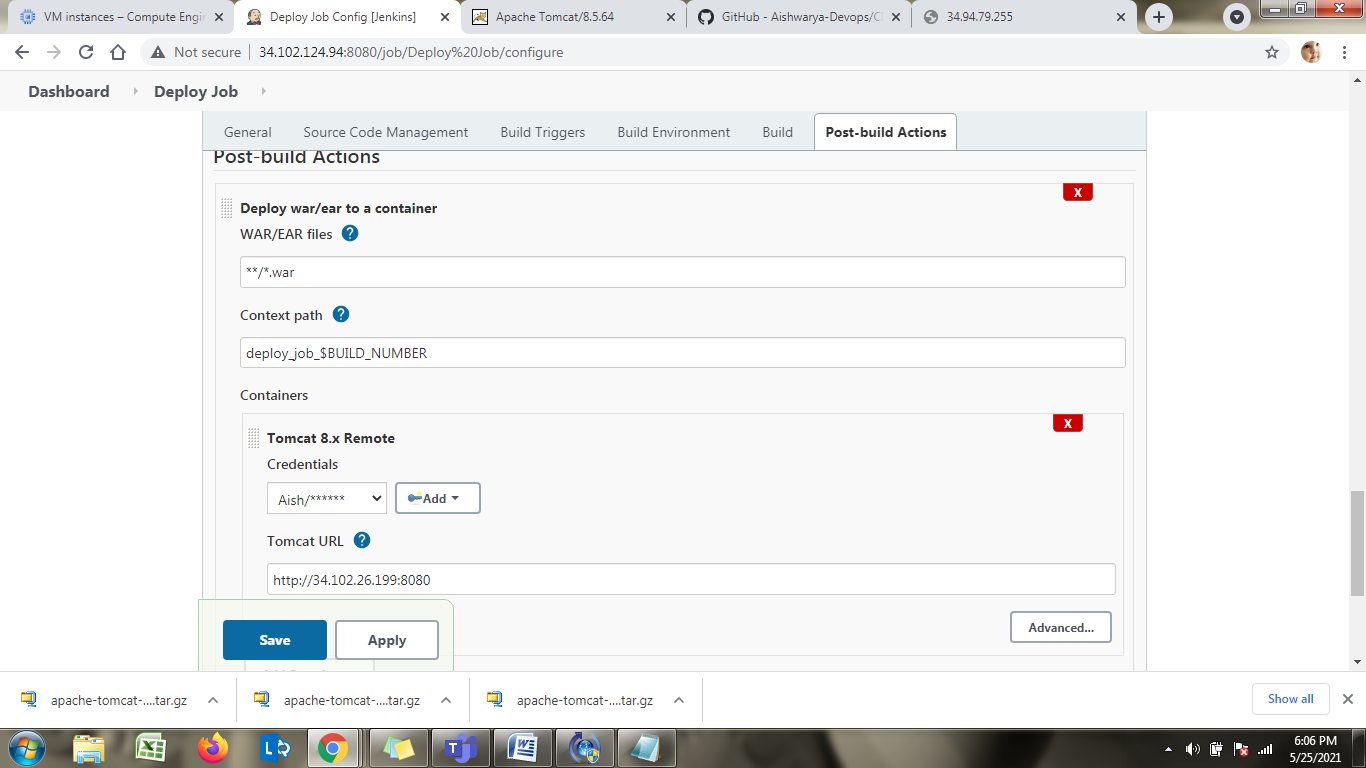 VM instances – Compute Engi
Deploy Job Config [Jenkins]
Apache Tomcat/8.5.64
GitHub - Aishwarya-Devops/C
34.94.79.255
Not secure
34.102.124.94:8080/job/Deploy%20Job/configure
Dashboard
Deploy Job
General
Source Code Management
Build Triggers
Build Environment
Build
Post-build Actions
Post-build Actions
X
Deploy war/ear to a container
WAR/EAR files ?
**/*.war
Context path ?
deploy_job_$BUILD_NUMBER
Containers
X
Tomcat 8.x Remote
Credentials
Aish/******
Add
Tomcat URL ?
http://34.102.26.199:8080
Advanced...
Save
Apply
apache-tomcat-....tar.gz
apache-tomcat-....tar.gz
apache-tomcat-....tar.gz
Show all
6:06 PM
5/25/2021